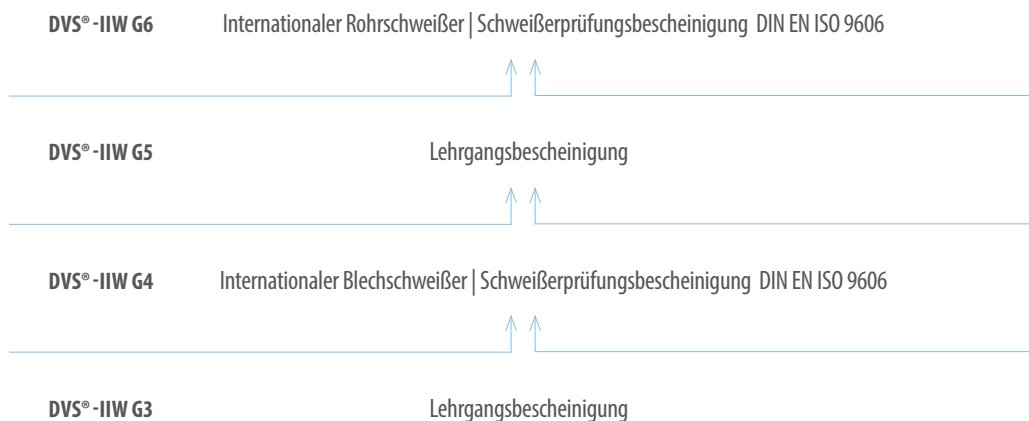 DVS® -IIW G6 Internationaler Rohrschweißer | Schweißerprüfungsbescheinigung DIN EN ISO 9606
DVS® -IIW G5 Lehrgangsbescheinigung
DVS® -IIW G4 Internationaler Blechschweißer | Schweißerprüfungsbescheinigung DIN EN ISO 9606
DVS® -IIW G3 Lehrgangsbescheinigung